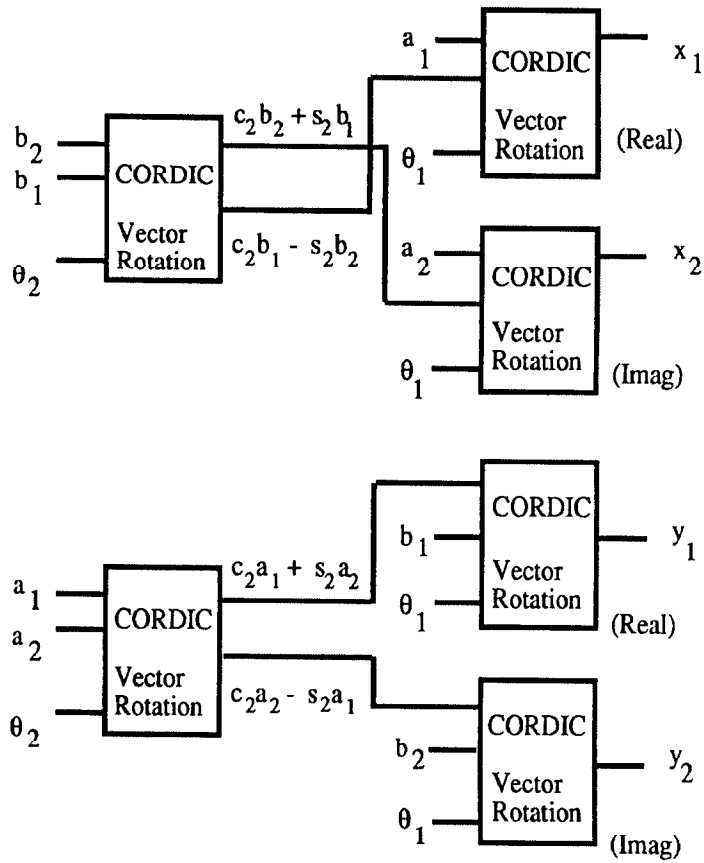 a₁
CORDIC
Vector
Rotation
θ₁
x₁
(Real)
b₂
b₁
CORDIC
Vector
Rotation
θ₂
c₂b₂ + s₂b₁
c₂b₁ - s₂b₂
a₂
CORDIC
Vector
Rotation
θ₁
x₂
(Imag)
CORDIC
b₁
Vector
Rotation
θ₁
y₁
(Real)
a₁
a₂
CORDIC
Vector
Rotation
θ₂
c₂a₁ + s₂a₂
c₂a₂ - s₂a₁
CORDIC
b₂
Vector
Rotation
θ₁
y₂
(Imag)